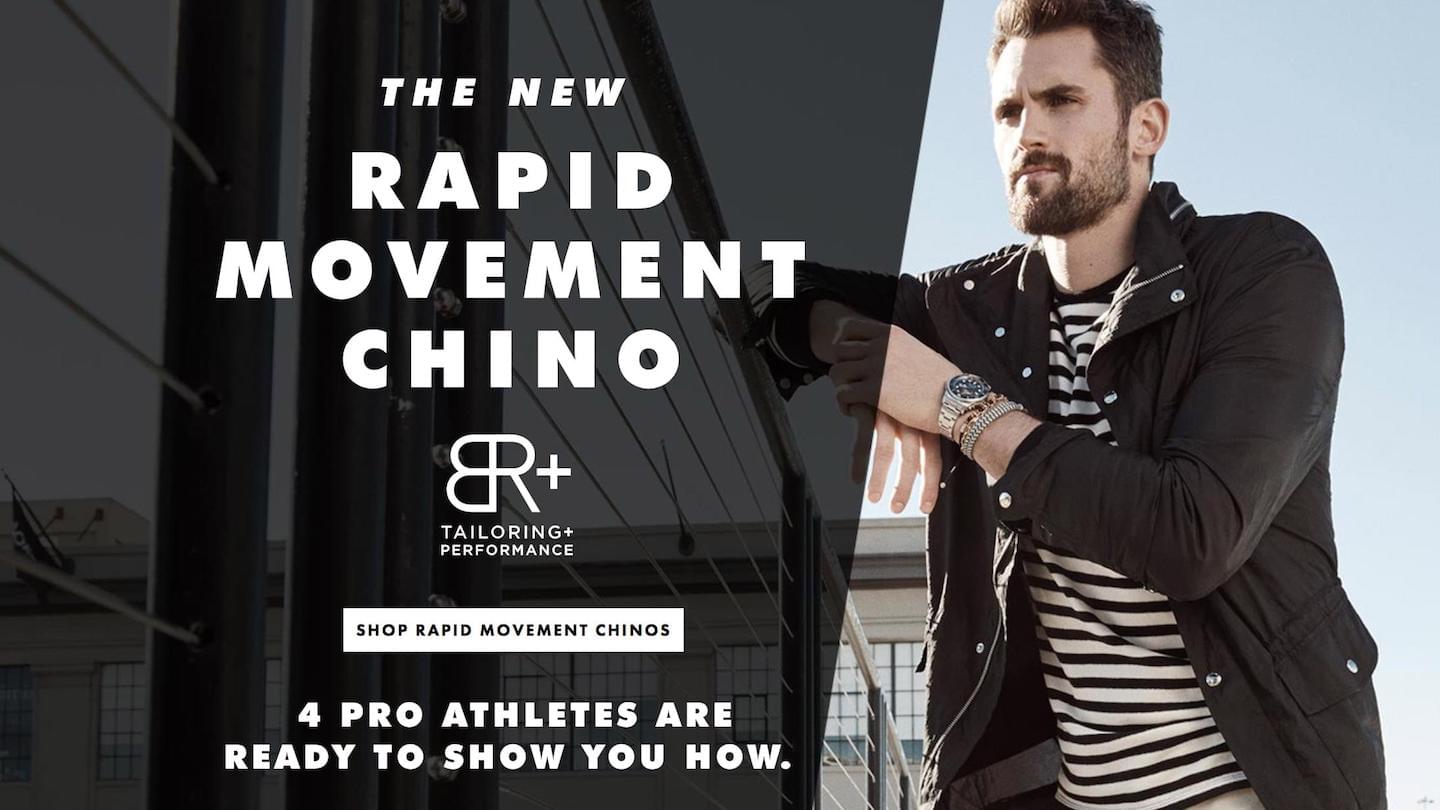 THE NEW
RAPID
MOVEMENT
CHINO
BR+
TAILORING+
PERFORMANCE
SHOP RAPID MOVEMENT CHINOS
4 PRO ATHLETES ARE
READY TO SHOW YOU HOW.